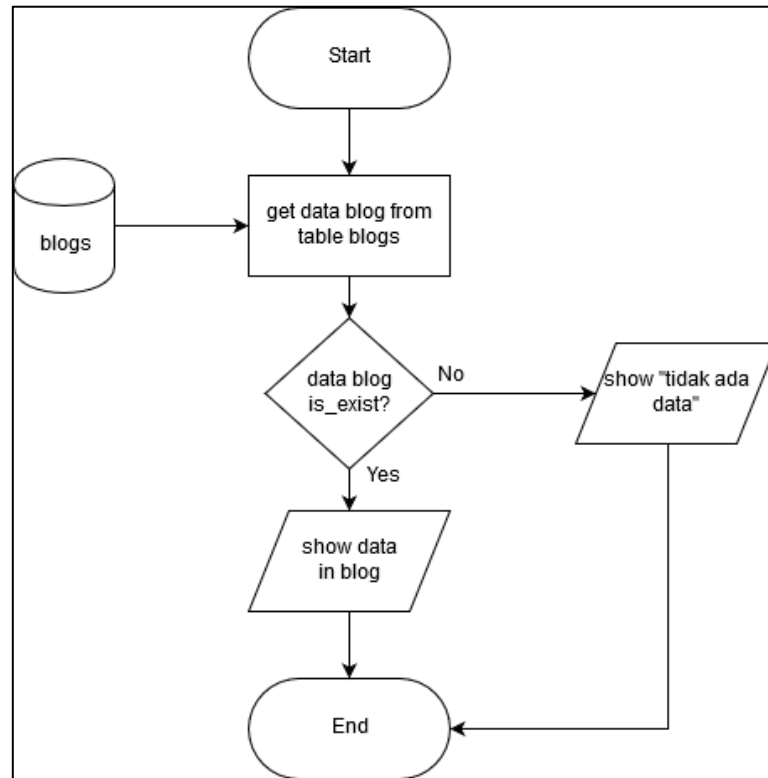 Start
blogs
get data blog from
table blogs
data blog
is_exist?
No
show "tidak ada
data"
Yes
show data
in blog
End